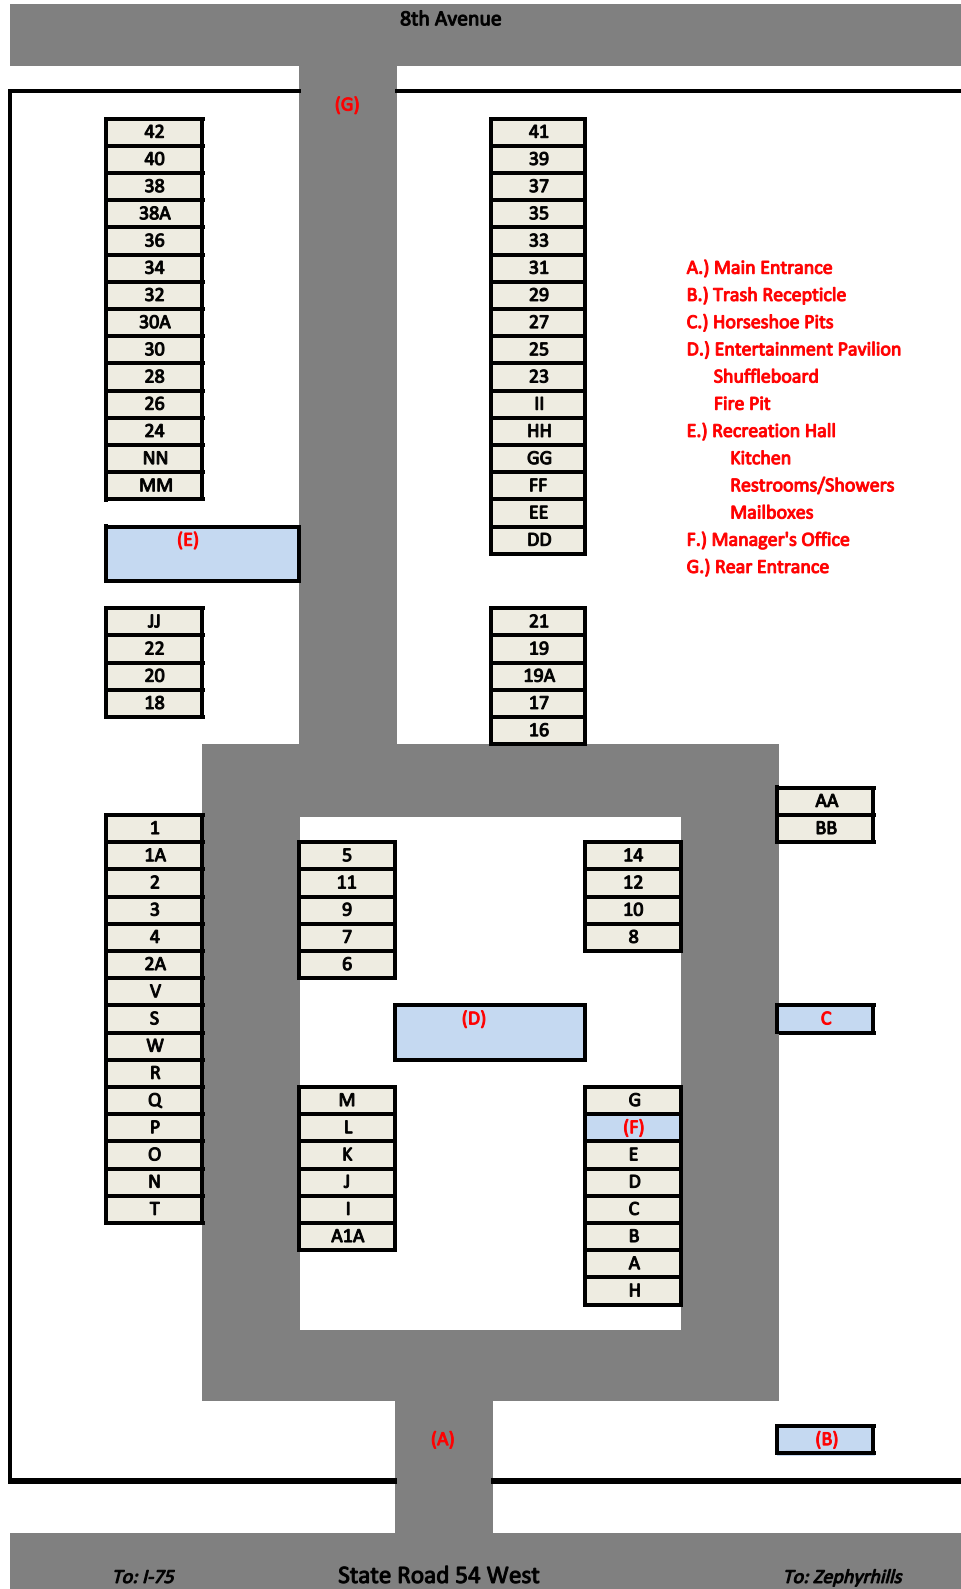 8th Avenue
(G)
42
40
38
38A
36
34
32
30A
30
28
26
24
NN
MM
41
39
37
35
33
31
29
27
25
23
II
HH
GG
FF
EE
DD
A.) Main Entrance
B.) Trash Recepticle
C.) Horseshoe Pits
D.) Entertainment Pavilion
Shuffleboard
Fire Pit
E.) Recreation Hall
Kitchen
Restrooms/Showers
Mailboxes
F.) Manager's Office
G.) Rear Entrance
(E)
JJ
22
20
18
21
19
19A
17
16
AA
BB
1
1A
2
3
4
2A
V
S
W
R
Q
P
O
N
T
5
11
9
7
6
14
12
10
8
(D)
C
M
L
K
J
I
A1A
G
(F)
E
D
C
B
A
H
(A)
(B)
To: I-75
State Road 54 West
To: Zephyrhills